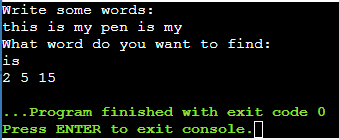 Write some words:
this is my pen is my
What word do you want to find:
is
2 5 15
...Program finished with exit code 0
Press ENTER to exit console.